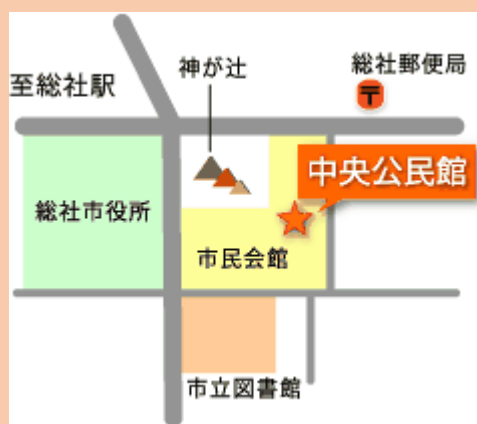 神が辻
総社郵便局
至総社駅
〒
中央公民館
総社市役所
市民会館
市立図書館